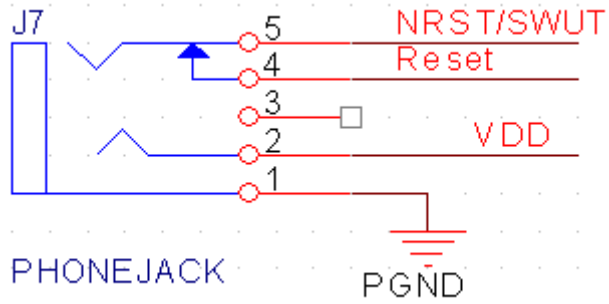 J7
5 NRST/SWUT
4 Reset
3
2 VDD
1
PHONEJACK
PGND